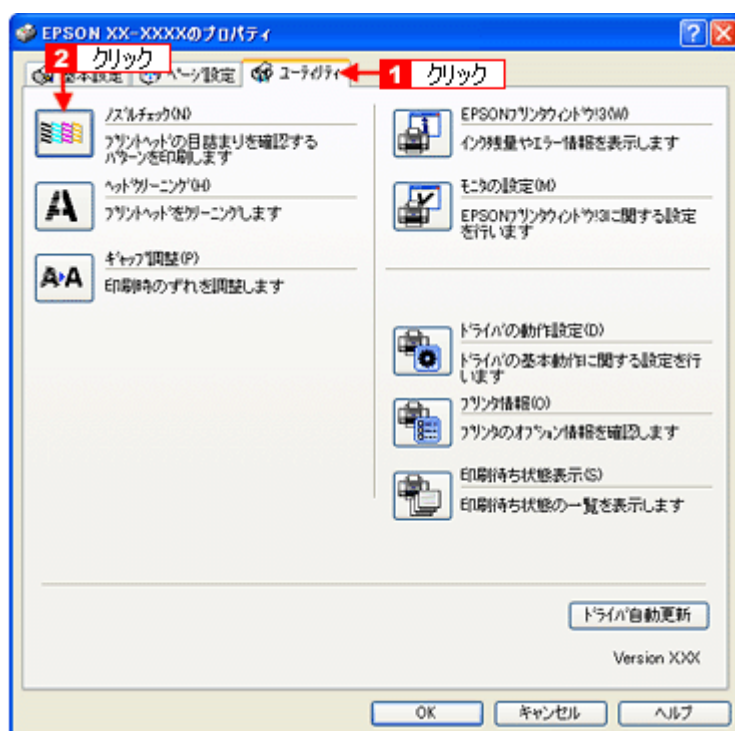 EPSON XX-XXXXのプロパティ
2 クリック
基本設定 ページ設定 ユーティリティ 1 クリック
ノズルチェック(N)
プリントヘッドの目詰まりを確認する
パターンを印刷します
ヘッドクリーニング(H)
プリントヘッドをクリーニングします
ギャップ調整(P)
印刷時のずれを調整します
EPSONプリンタウィンドウ!3(W)
インク残量やエラー情報を表示します
モニタの設定(M)
EPSONプリンタウィンドウ!3に関する設定
を行います
ドライバの動作設定(D)
ドライバの基本動作に関する設定を行
います
プリンタ情報(O)
プリンタのオプション情報を確認します
印刷待ち状態表示(S)
印刷待ち状態の一覧を表示します
ドライバ自動更新
Version XXX
OK キャンセル ヘルプ